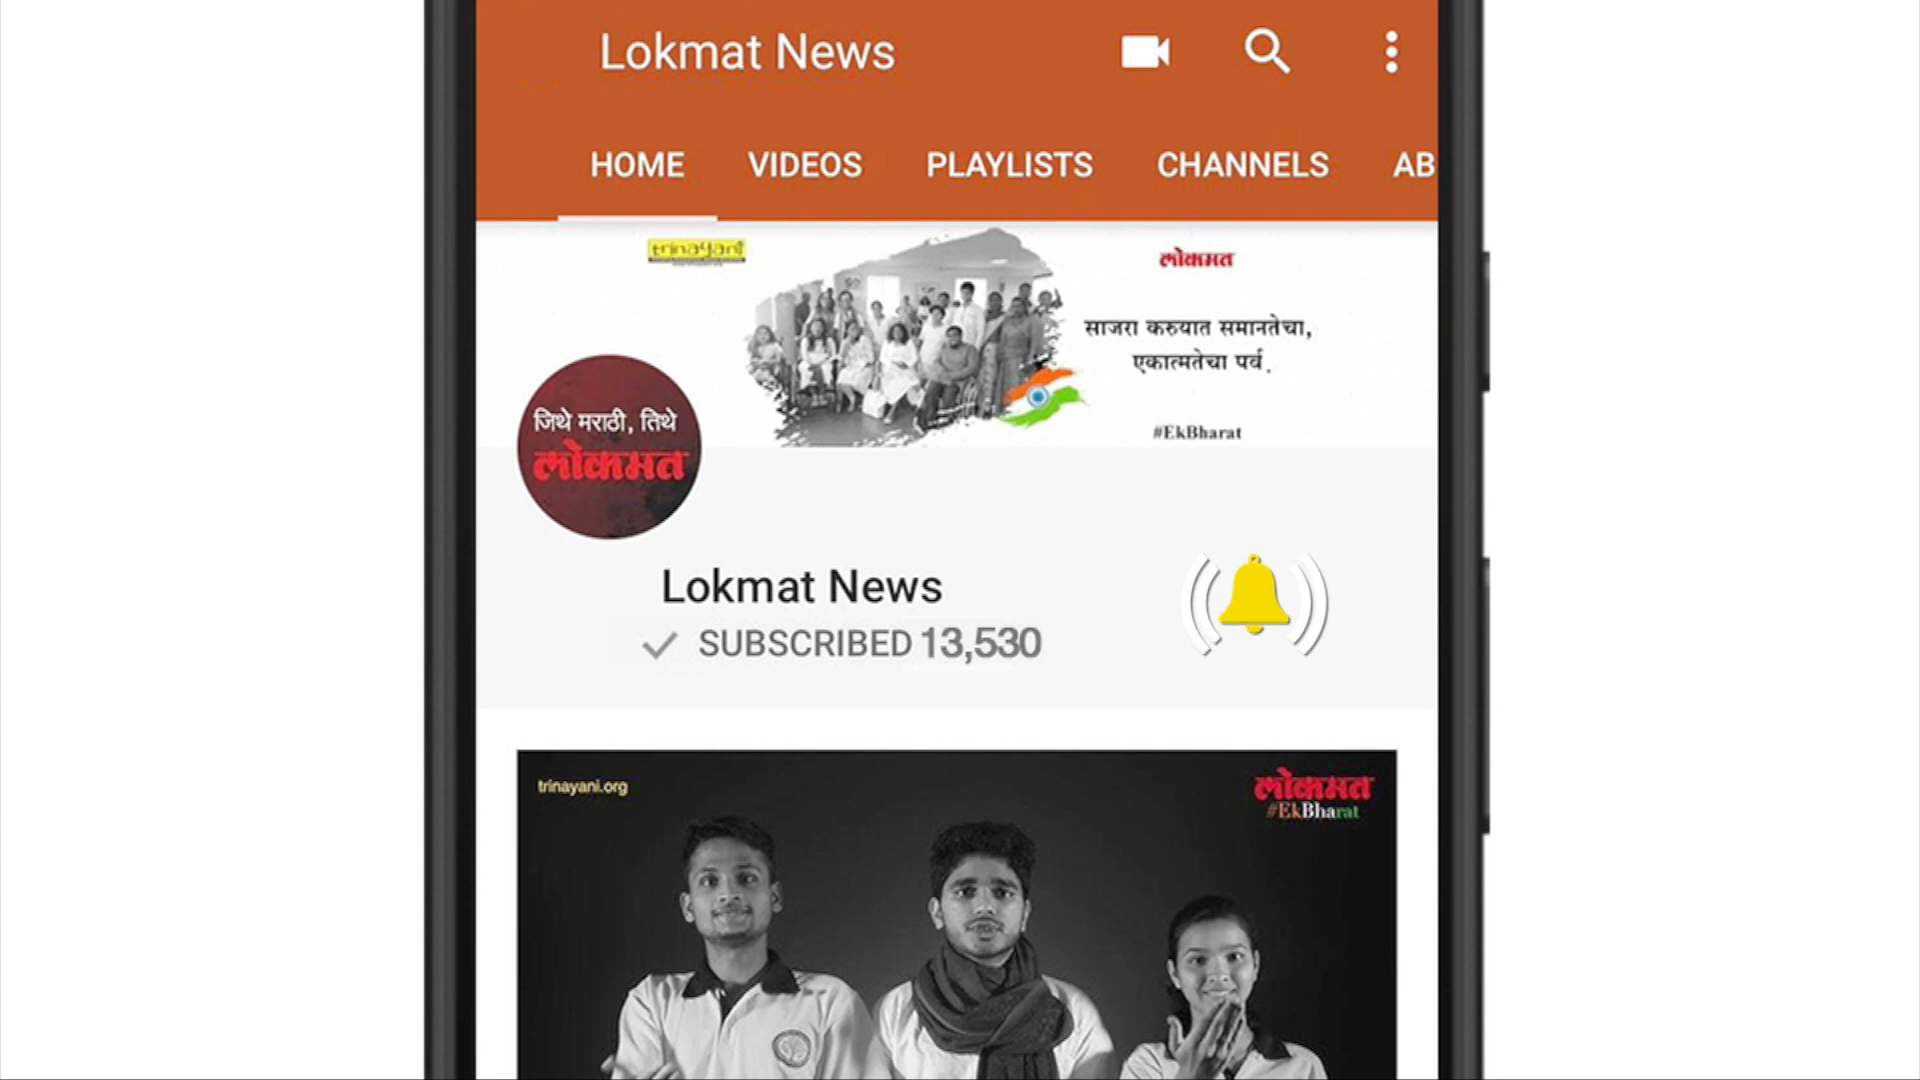 Lokmat News
HOME VIDEOS PLAYLISTS CHANNELS AB
trinayani
लोकमत
साजरा करुयात समानतेचा,
एकात्मतेचा पर्व.
#EkBharat
जिथे मराठी, तिथे
लोकमत
Lokmat News
SUBSCRIBED 13,530
trinayani.org
लोकमत
#EkBharat